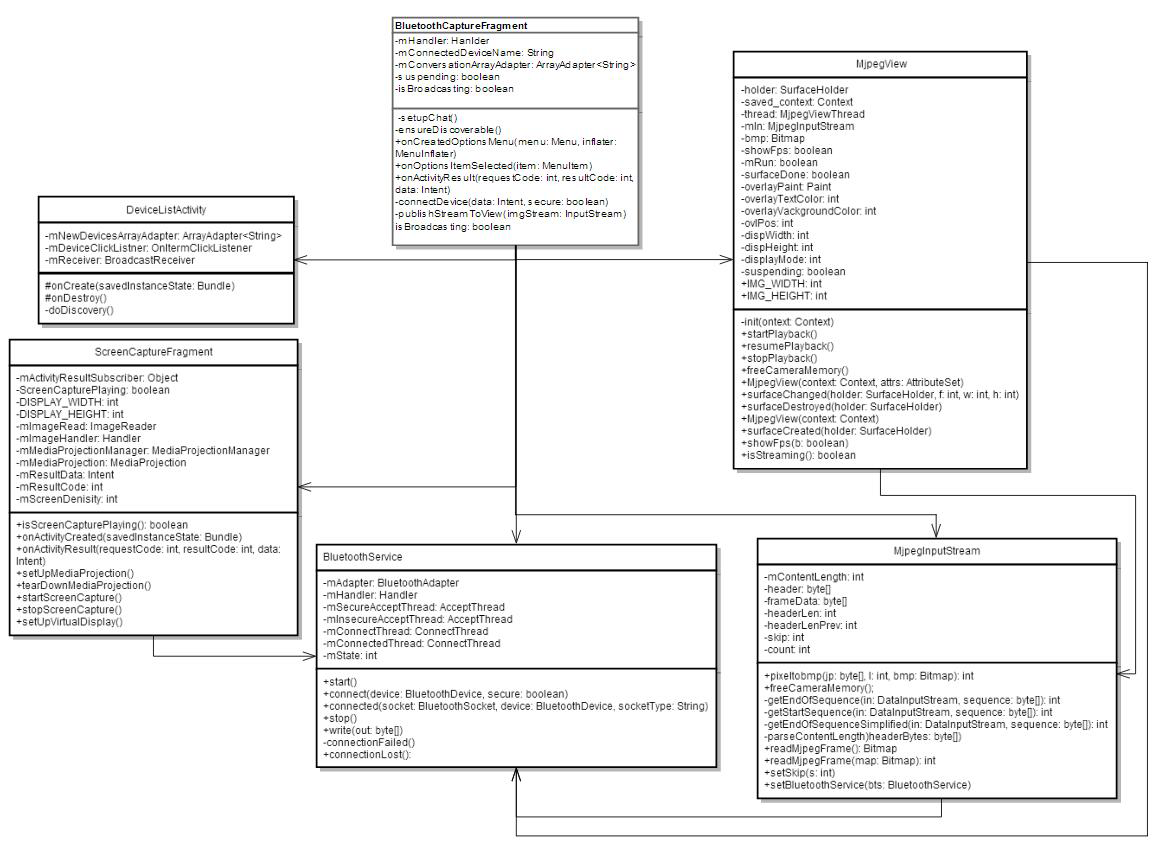 BluetoothCaptureFragment
-mHandler: Hanlder
-mConnectedDeviceName: String
-mConversationArrayAdapter: ArrayAdapter<String>
-suspending: boolean
-isBroadcasting: boolean
-setupChat()
-ensureDiscoverable()
+onCreatedOptionsMenu(menu: Menu, inflater:
MenuInflater)
+onOptionsItemSelected(item: MenuItem)
+onActivityResult(requestCode: int, resultCode: int,
data: Intent)
-connectDevice(data: Intent, secure: boolean)
-publishStreamToView(imgStream: InputStream)
isBroadcasting: boolean
MjpegView
-holder: SurfaceHolder
-saved_context: Context
-thread: MjpegViewThread
-mIn: MjpegInputStream
-bmp: Bitmap
-showFps: boolean
-mRun: boolean
-surfaceDone: boolean
-overlayPaint: Paint
-overlayTextColor: int
-overlayVackgroundColor: int
-ovlPos: int
-dispWidth: int
-dispHeight: int
-displayMode: int
-suspending: boolean
+IMG_WIDTH: int
+IMG_HEIGHT: int
-init(ontext: Context)
+startPlayback()
+resumePlayback()
+stopPlayback()
+freeCameraMemory()
+MjpegView(context: Context, attrs: AttributeSet)
+surfaceChanged(holder: SurfaceHolder, f: int, w: int, h: int)
+surfaceDestroyed(holder: SurfaceHolder)
+MjpegView(context: Context)
+surfaceCreated(holder: SurfaceHolder)
+showFps(b: boolean)
+isStreaming(): boolean
DeviceListActivity
-mNewDevicesArrayAdapter: ArrayAdapter<String>
-mDeviceClickListner: OnItermClickListener
-mReceiver: BroadcastReceiver
#onCreate(savedInstanceState: Bundle)
#onDestroy()
-doDiscovery()
ScreenCaptureFragment
-mActivityResultSubscriber: Object
-ScreenCapturePlaying: boolean
-DISPLAY_WIDTH: int
-DISPLAY_HEIGHT: int
-mImageRead: ImageReader
-mImageHandler: Handler
-mMediaProjectionManager: MediaProjectionManager
-mMediaProjection: MediaProjection
-mResultData: Intent
-mResultCode: int
-mScreenDenisity: int
+isScreenCapturePlaying(): boolean
+onActivityCreated(savedInstanceState: Bundle)
+onActivityResult(requestCode: int, resultCode: int, data:
Intent)
+setUpMediaProjection()
+tearDownMediaProjection()
+startScreenCapture()
+stopScreenCapture()
+setUpVirtualDisplay()
BluetoothService
-mAdapter: BluetoothAdapter
-mHandler: Handler
-mSecureAcceptThread: AcceptThread
-mInsecureAcceptThread: AcceptThread
-mConnectThread: ConnectThread
-mConnectedThread: ConnectThread
-mState: int
+start()
+connect(device: BluetoothDevice, secure: boolean)
+connected(socket: BluetoothSocket, device: BluetoothDevice, socketType: String)
+stop()
+write(out: byte[])
-connectionFailed()
+connectionLost():
MjpegInputStream
-mContentLength: int
-header: byte[]
-frameData: byte[]
-headerLen: int
-headerLenPrev: int
-skip: int
-count: int
+pixeltobmp(jp: byte[], l: int, bmp: Bitmap): int
+freeCameraMemory();
-getEndOfSequence(in: DataInputStream, sequence: byte[]): int
-getStartSequence(in: DataInputStream, sequence: byte[]): int
-getEndOfSequenceSimplified(in: DataInputStream, sequence: byte[]): int
-parseContentLength)headerBytes: byte[])
+readMjpegFrame(): Bitmap
+readMjpegFrame(map: Bitmap): int
+setSkip(s: int)
+setBluetoothService(bts: BluetoothService)